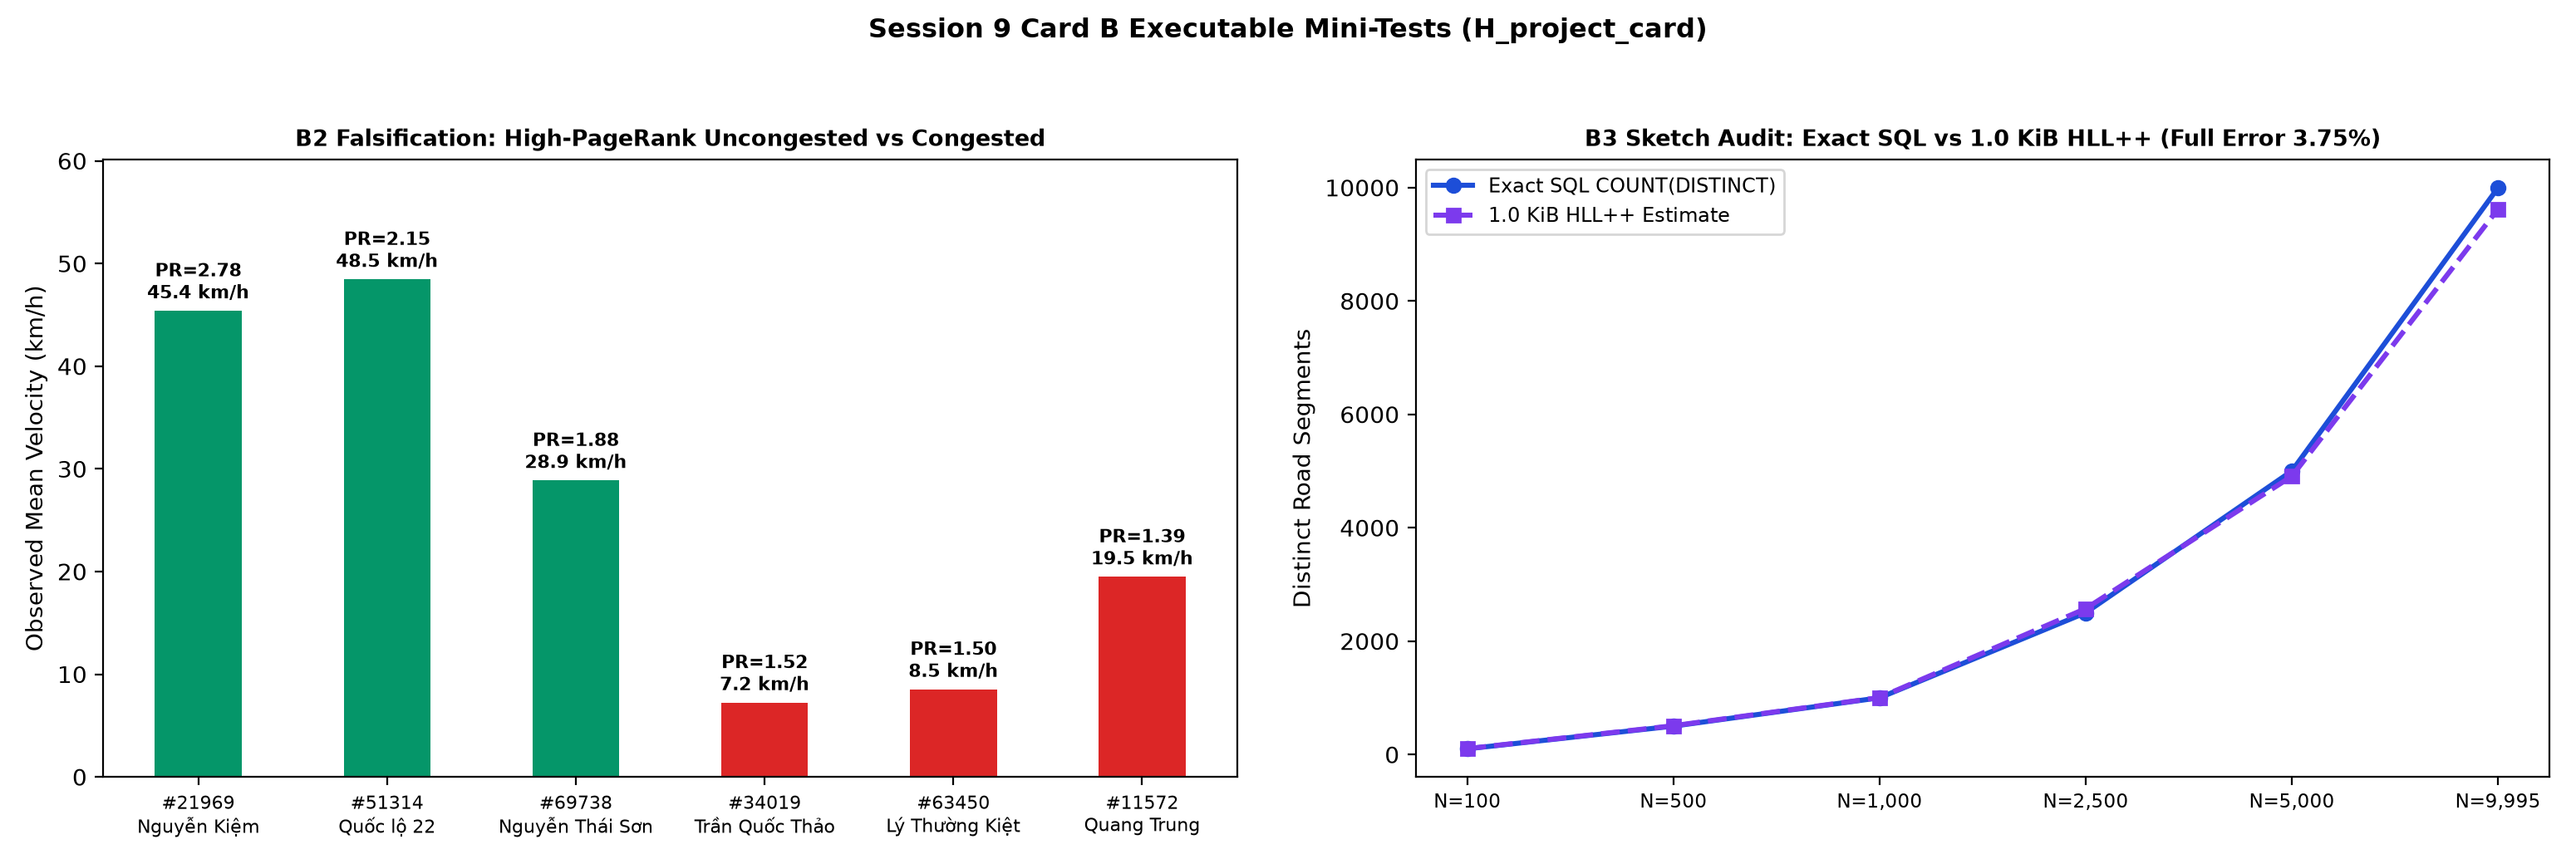 Session 9 Card B Executable Mini-Tests (H_project_card)
B2 Falsification: High-PageRank Uncongested vs Congested
Observed Mean Velocity (km/h)
60
50
40
30
20
10
0
PR=2.78
45.4 km/h
PR=2.15
48.5 km/h
PR=1.88
28.9 km/h
PR=1.52
7.2 km/h
PR=1.50
8.5 km/h
PR=1.39
19.5 km/h
#21969
Nguyễn Kiệm
#51314
Quốc lộ 22
#69738
Nguyễn Thái Sơn
#34019
Trần Quốc Thảo
#63450
Lý Thường Kiệt
#11572
Quang Trung
B3 Sketch Audit: Exact SQL vs 1.0 KiB HLL++ (Full Error 3.75%)
Exact SQL COUNT(DISTINCT)
1.0 KiB HLL++ Estimate
Distinct Road Segments
10000
8000
6000
4000
2000
0
N=100
N=500
N=1,000
N=2,500
N=5,000
N=9,995